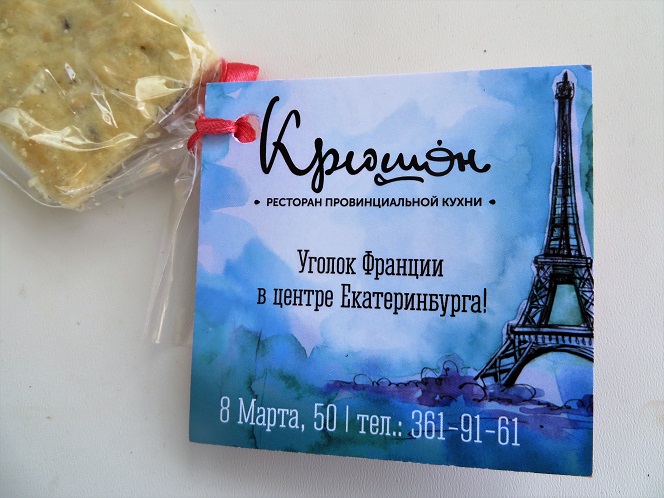 Крюшон
• РЕСТОРАН ПРОВИНЦИАЛЬНОЙ КУХНИ •
Уголок Франции
в центре Екатеринбурга!
8 Марта, 50 | тел.: 361-91-61